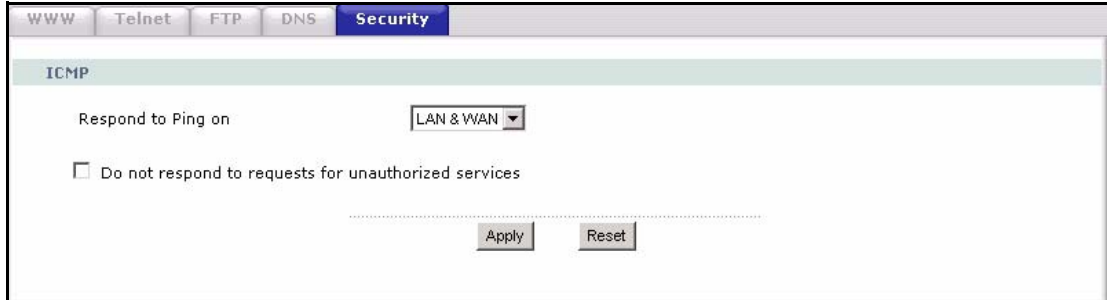 WWW Telnet FTP DNS Security
ICMP
Respond to Ping on LAN & WAN
Do not respond to requests for unauthorized services
Apply Reset